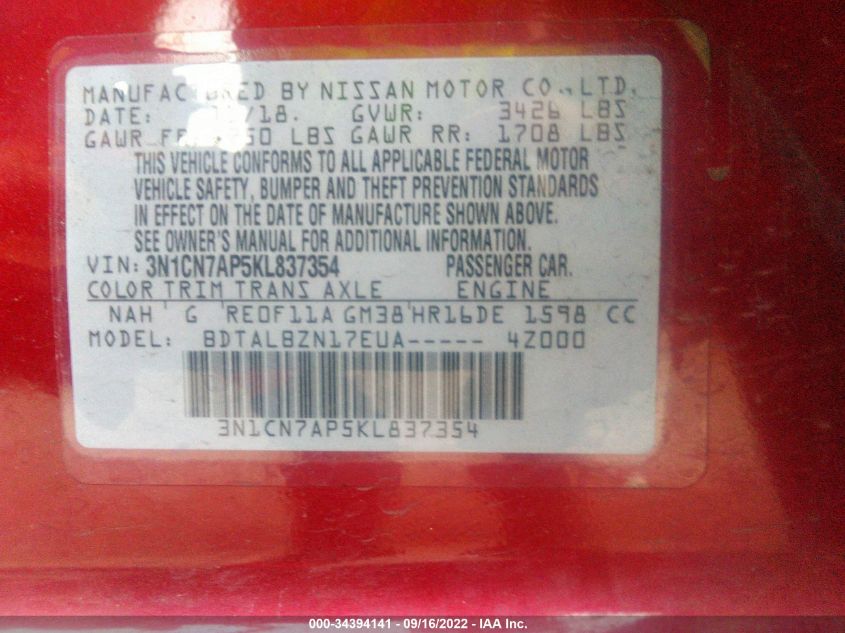 MANUFACTURED BY NISSAN MOTOR CO., LTD.
DATE: /18. GVWR: 3426 LBS
GAWR LBS GAWR RR: 1708 LBS
THIS VEHICLE CONFORMS TO ALL APPLICABLE FEDERAL MOTOR
VEHICLE SAFETY, BUMPER AND THEFT PREVENTION STANDARDS
IN EFFECT ON THE DATE OF MANUFACTURE SHOWN ABOVE.
SEE OWNER'S MANUAL FOR ADDITIONAL INFORMATION.
VIN: 3N1CN7AP5KL837354 PASSENGER CAR.
COLOR TRIM TRANS AXLE ENGINE
NAH G RE0F11A GM38 HR16DE 1598 CC
MODEL: BDTALBZN17EUA----- 4Z000
3N1CN7AP5KL837354
000-34394141 - 09/16/2022 - IAA Inc.